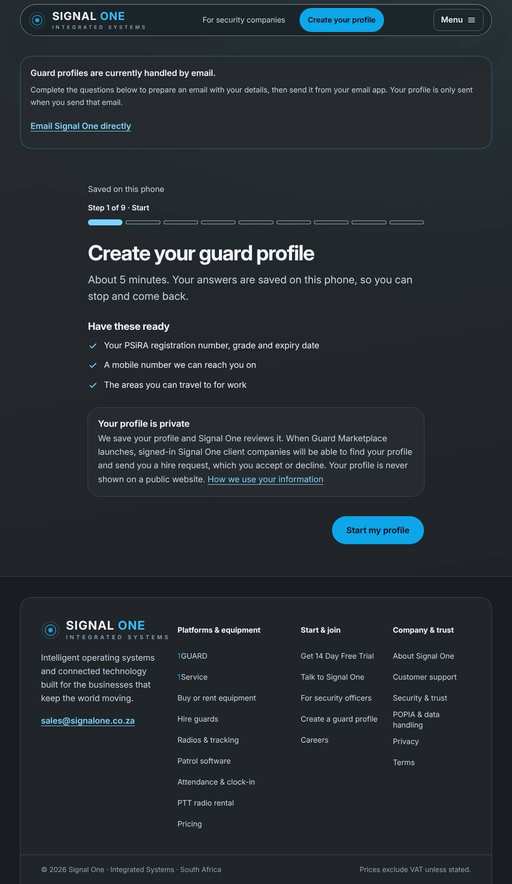 SIGNAL ONE
INTEGRATED SYSTEMS
For security companies
Create your profile
Menu
Guard profiles are currently handled by email.
Complete the questions below to prepare an email with your details, then send it from your email app. Your profile is only sent
when you send that email.
Email Signal One directly
Saved on this phone
Step 1 of 9 · Start
Create your guard profile
About 5 minutes. Your answers are saved on this phone, so you can
stop and come back.
Have these ready
Your PSiRA registration number, grade and expiry date
A mobile number we can reach you on
The areas you can travel to for work
Your profile is private
We save your profile and Signal One reviews it. When Guard Marketplace
launches, signed-in Signal One client companies will be able to find your profile
and send you a hire request, which you accept or decline. Your profile is never
shown on a public website. How we use your information
Start my profile
SIGNAL ONE
INTEGRATED SYSTEMS
Intelligent operating systems
and connected technology
built for the businesses that
keep the world moving.
sales@signalone.co.za
Platforms & equipment
1GUARD
1Service
Buy or rent equipment
Hire guards
Radios & tracking
Patrol software
Attendance & clock-in
PTT radio rental
Pricing
Start & join
Get 14 Day Free Trial
Talk to Signal One
For security officers
Create a guard profile
Careers
Company & trust
About Signal One
Customer support
Security & trust
POPIA & data
handling
Privacy
Terms
© 2026 Signal One · Integrated Systems · South Africa
Prices exclude VAT unless stated.